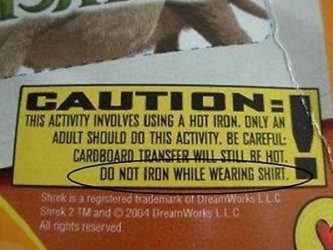 CAUTION:!
THIS ACTIVITY INVOLVES USING A HOT IRON. ONLY AN
ADULT SHOULD DO THIS ACTIVITY. BE CAREFUL:
CARDBOARD TRANSFER WILL STILL BE HOT.
DO NOT IRON WHILE WEARING SHIRT.
Shrek is a registered trademark of DreamWorks L.L.C.
Shrek 2 TM and © 2004 DreamWorks L.L.C.
All rights reserved.